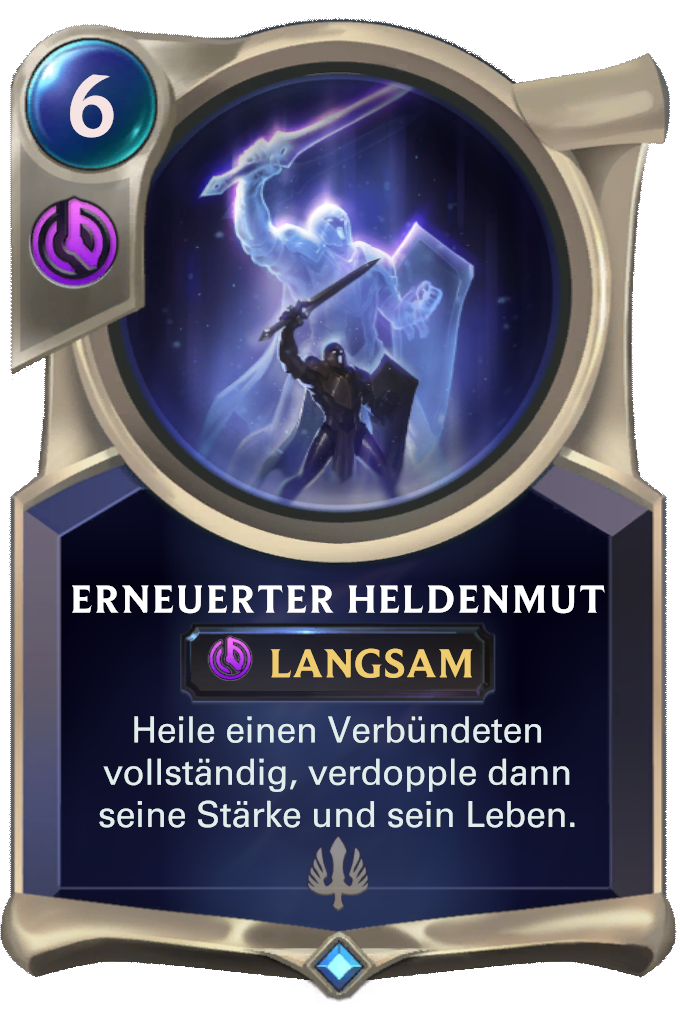 6
ERNEUERTER HELDENMUT
LANGSAM
Heile einen Verbündeten
vollständig, verdopple dann
seine Stärke und sein Leben.